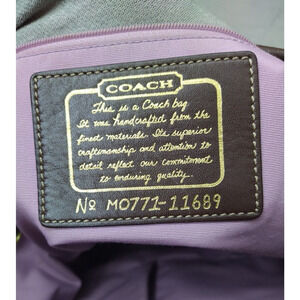 COACH
This is a Coach bag
It was handcrafted from the
finest materials. Its superior
craftsmanship and attention to
detail reflect our commitment
to enduring quality.
No M0771-11689